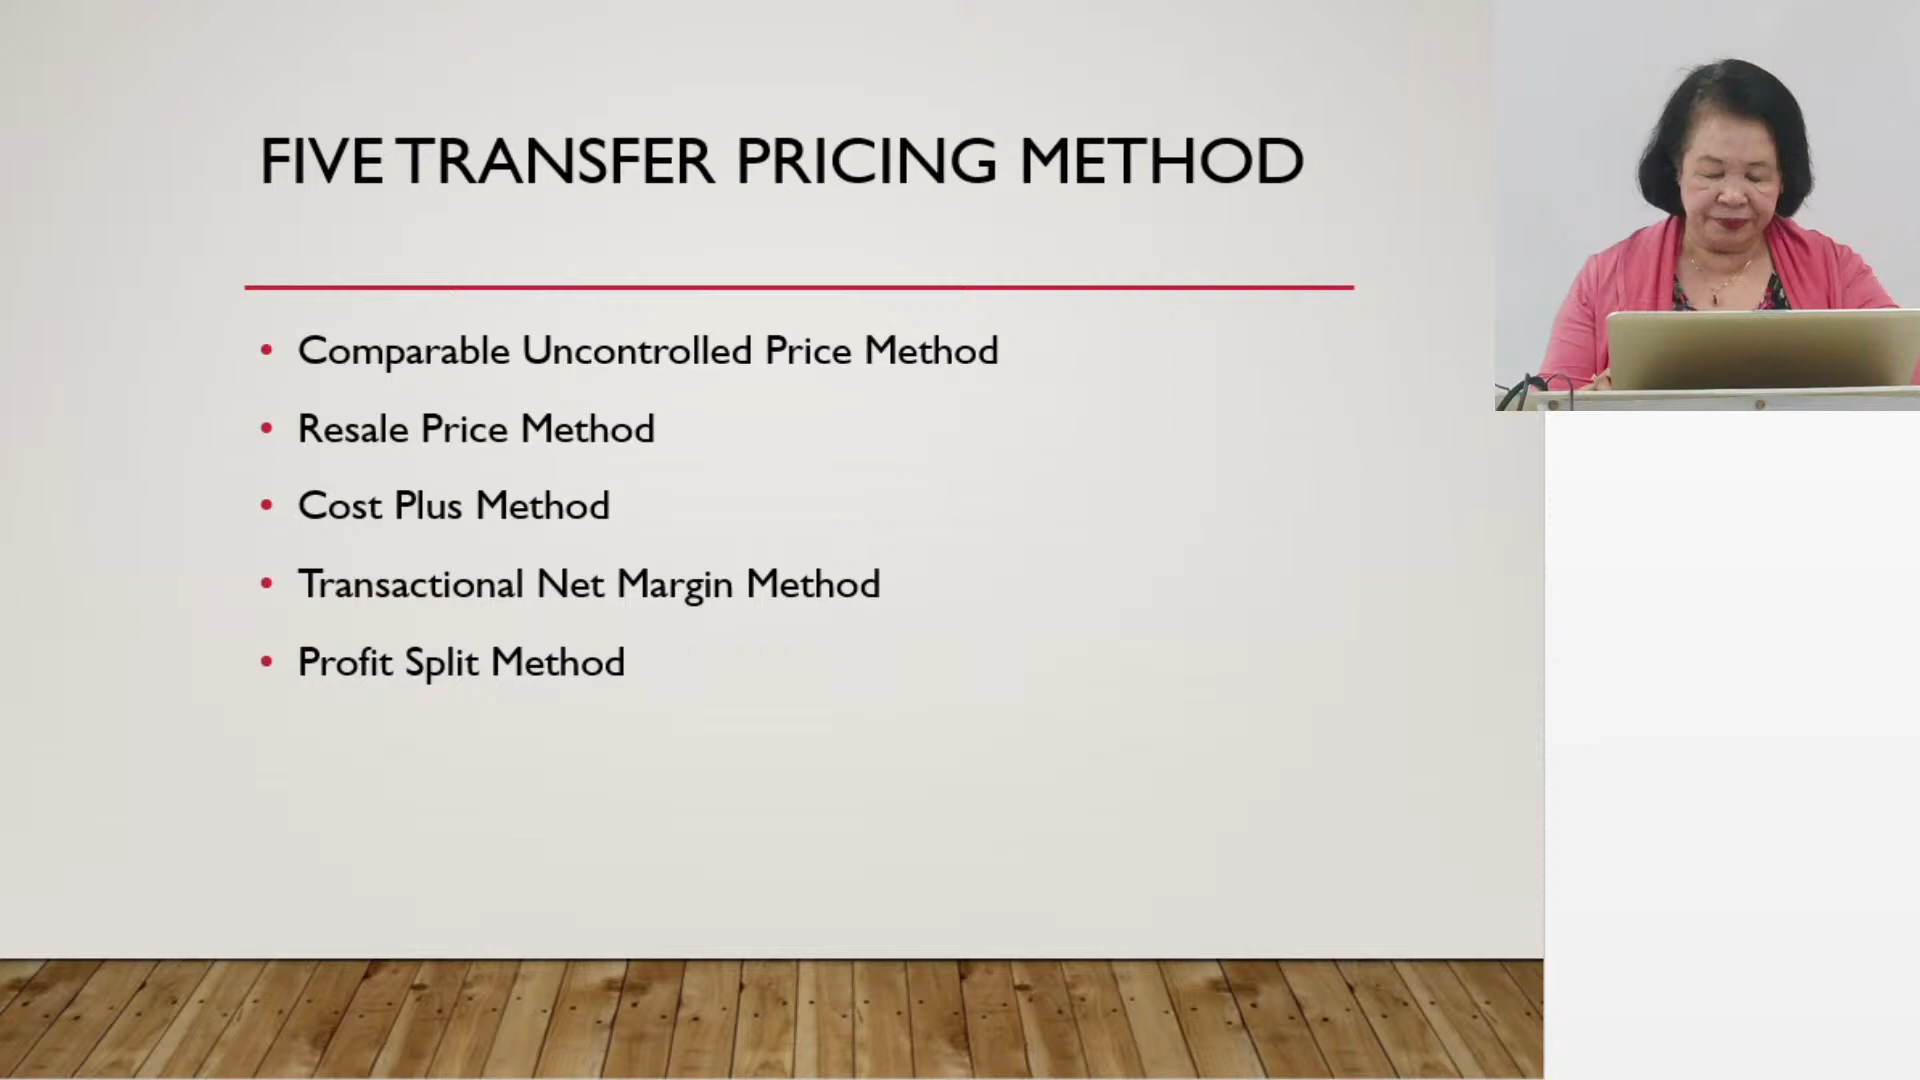 FIVE TRANSFER PRICING METHOD
• Comparable Uncontrolled Price Method
• Resale Price Method
• Cost Plus Method
• Transactional Net Margin Method
• Profit Split Method